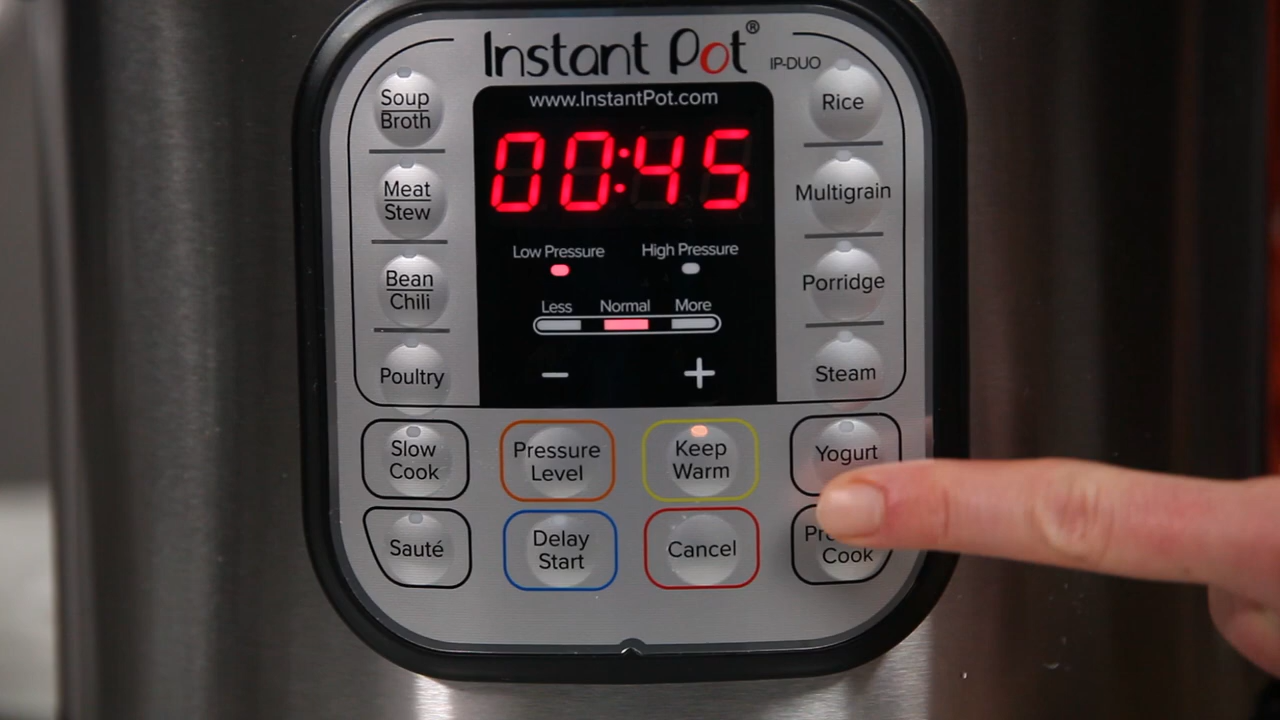 Instant Pot®
IP-DUO
www.InstantPot.com
00:45
Low Pressure
High Pressure
Less
Normal
More
−
+
Soup
Broth
Meat
Stew
Bean
Chili
Poultry
Rice
Multigrain
Porridge
Steam
Slow
Cook
Pressure
Level
Keep
Warm
Yogurt
Sauté
Delay
Start
Cancel
Cook